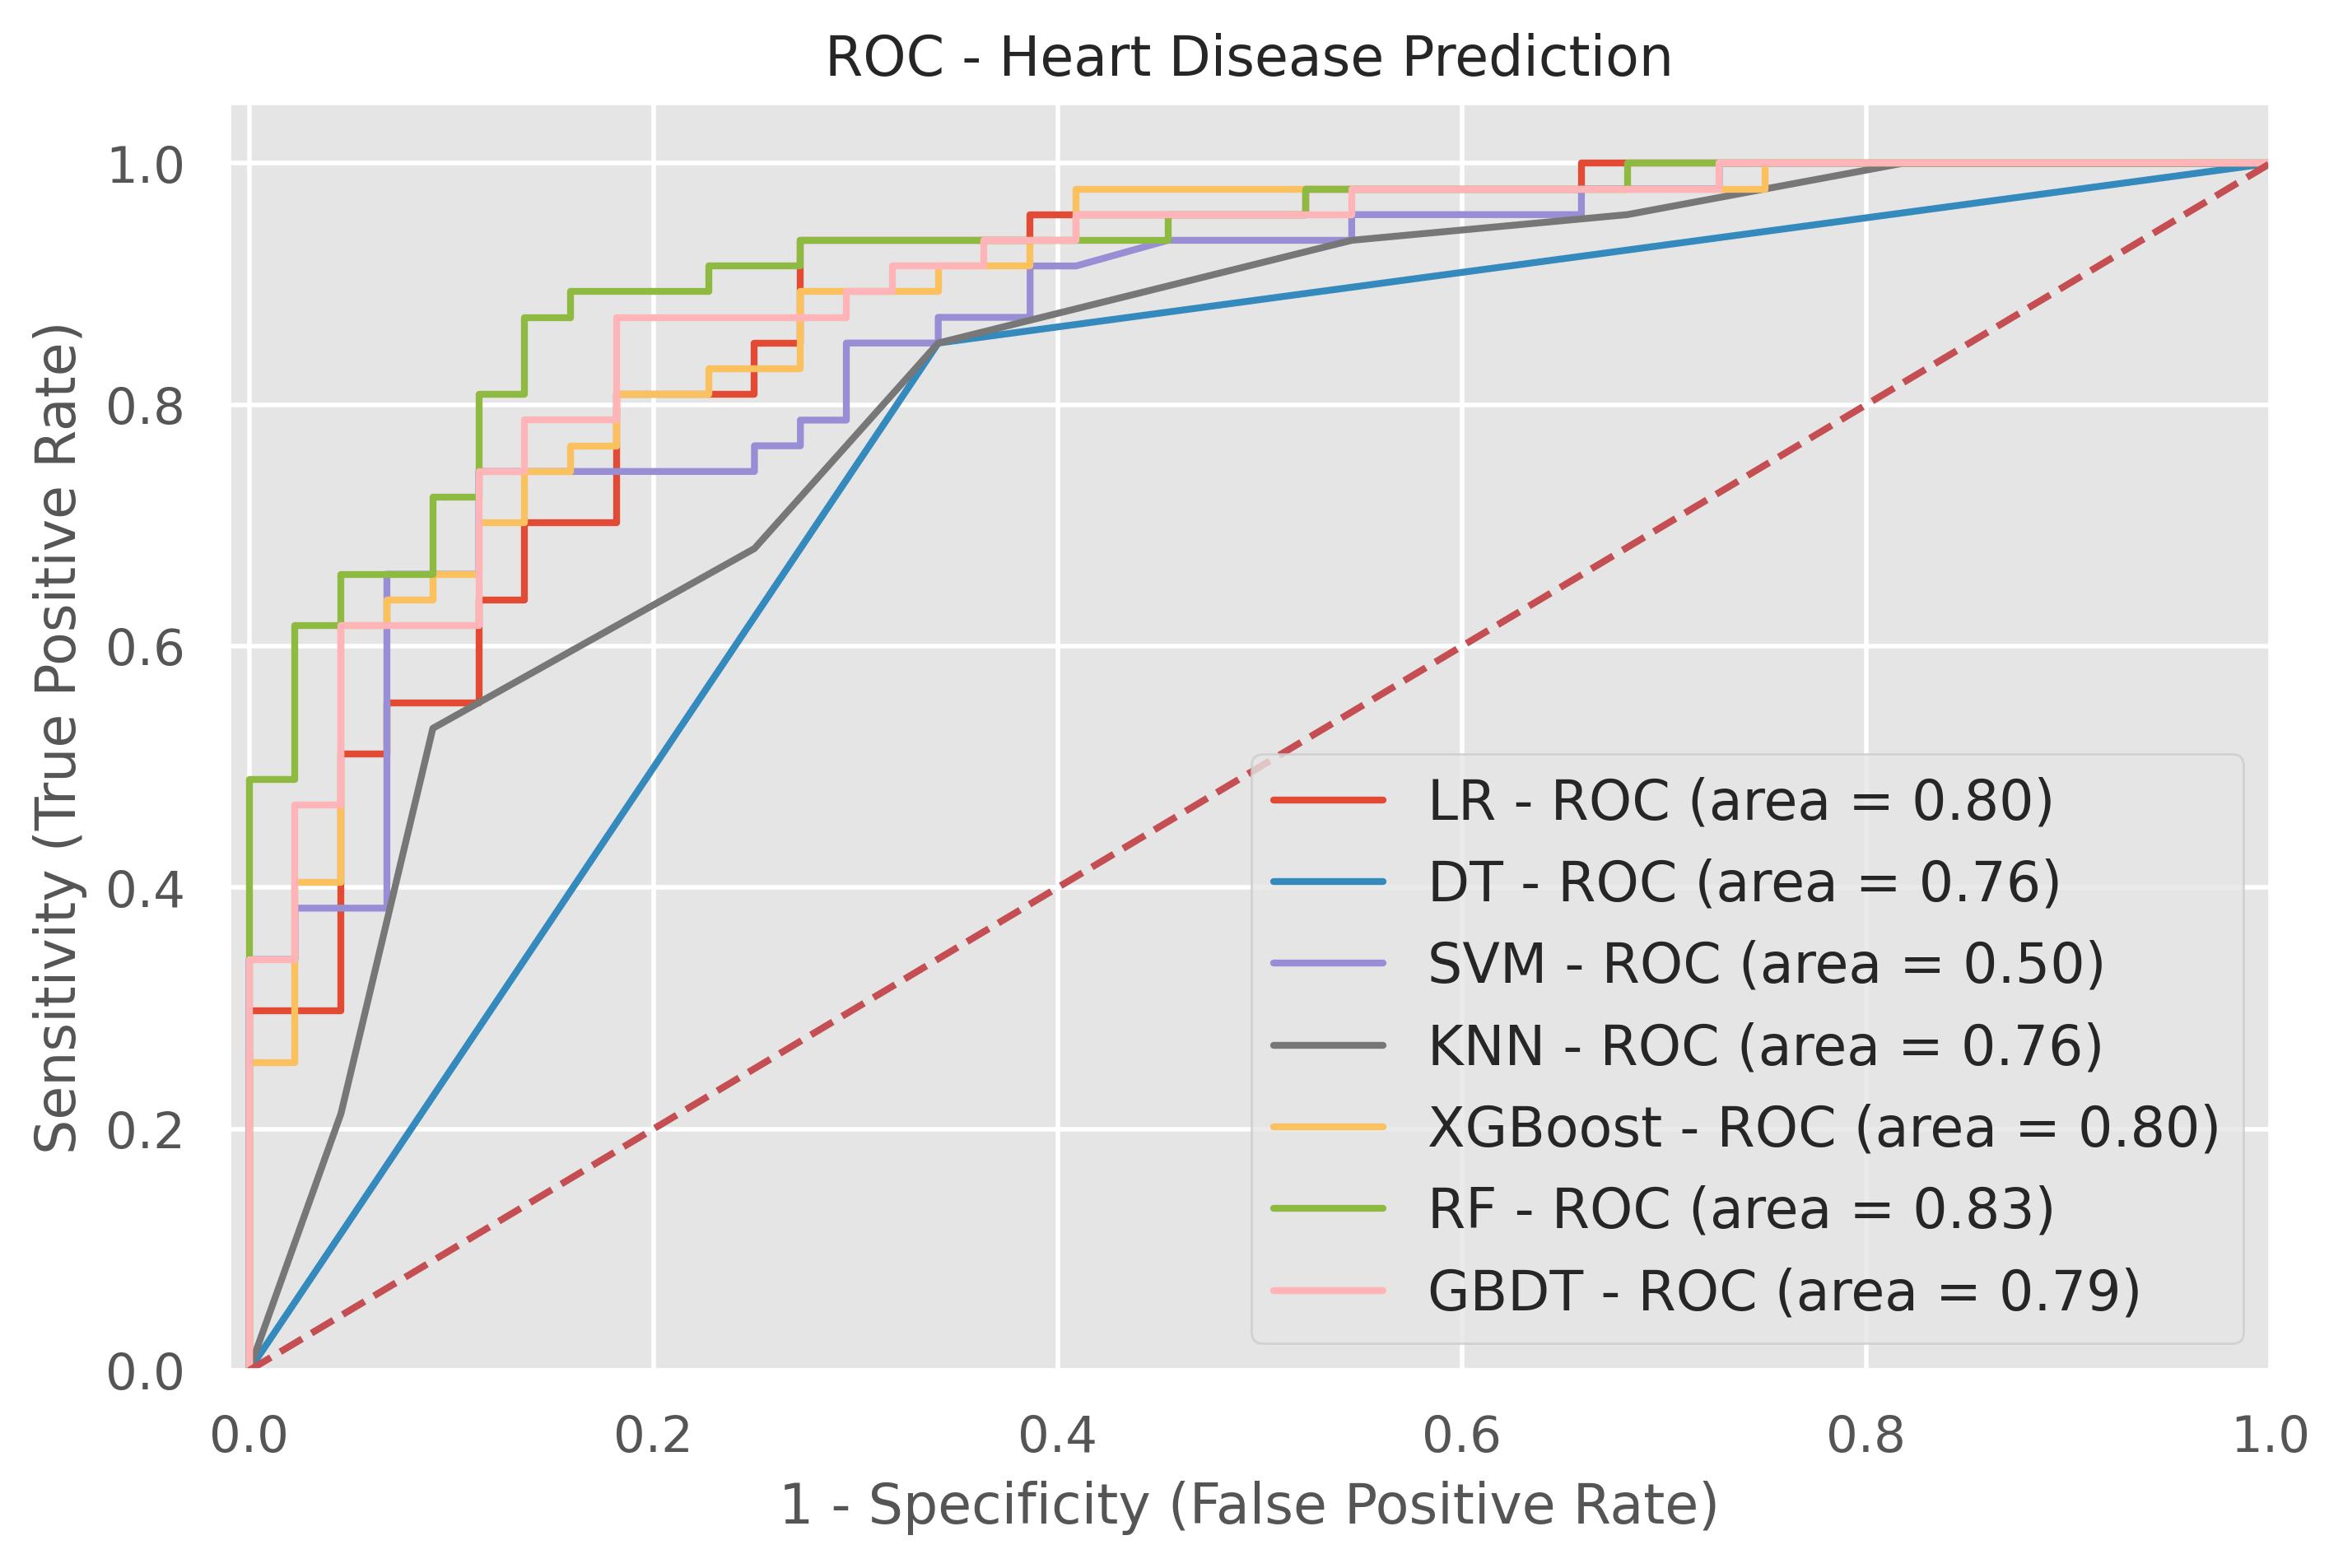 ROC - Heart Disease Prediction
Sensitivity (True Positive Rate)
1.0
0.8
0.6
0.4
0.2
0.0
LR - ROC (area = 0.80)
DT - ROC (area = 0.76)
SVM - ROC (area = 0.50)
KNN - ROC (area = 0.76)
XGBoost - ROC (area = 0.80)
RF - ROC (area = 0.83)
GBDT - ROC (area = 0.79)
0.0 0.2 0.4 0.6 0.8 1.0
1 - Specificity (False Positive Rate)